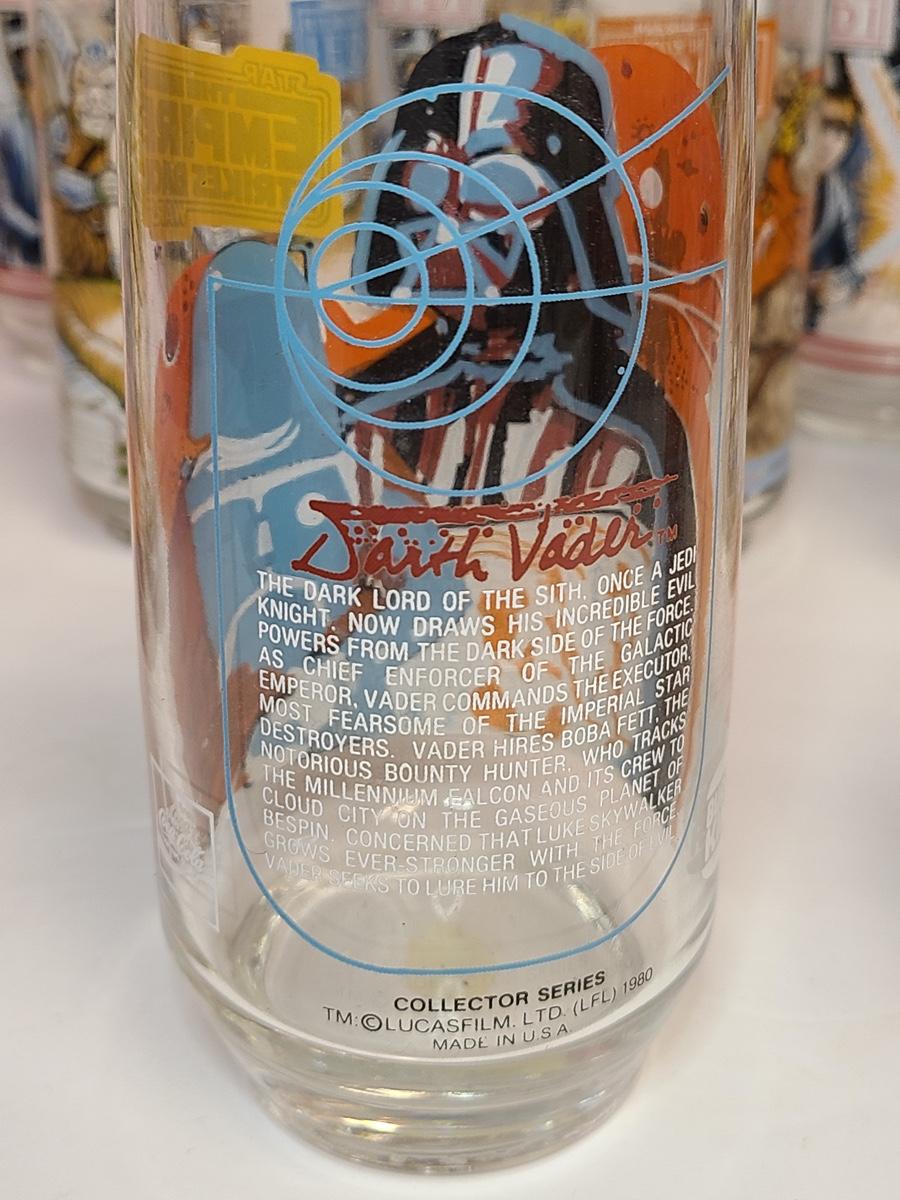 STAR
THE
EMPIRE
STRIKES BACK
Darth Vader™
THE DARK LORD OF THE SITH, ONCE A JEDI
KNIGHT, NOW DRAWS HIS INCREDIBLE EVIL
POWERS FROM THE DARK SIDE OF THE FORCE.
AS CHIEF ENFORCER OF THE GALACTIC
EMPEROR, VADER COMMANDS THE EXECUTOR,
MOST FEARSOME OF THE IMPERIAL STAR
DESTROYERS. VADER HIRES BOBA FETT, THE
NOTORIOUS BOUNTY HUNTER, WHO TRACKS
THE MILLENNIUM FALCON AND ITS CREW TO
CLOUD CITY ON THE GASEOUS PLANET OF
BESPIN. CONCERNED THAT LUKE SKYWALKER
GROWS EVER-STRONGER WITH THE FORCE
VADER SEEKS TO LURE HIM TO THE SIDE OF EVIL.
Coca-Cola
COLLECTOR SERIES
TM:©LUCASFILM, LTD. (LFL) 1980
MADE IN U.S.A.